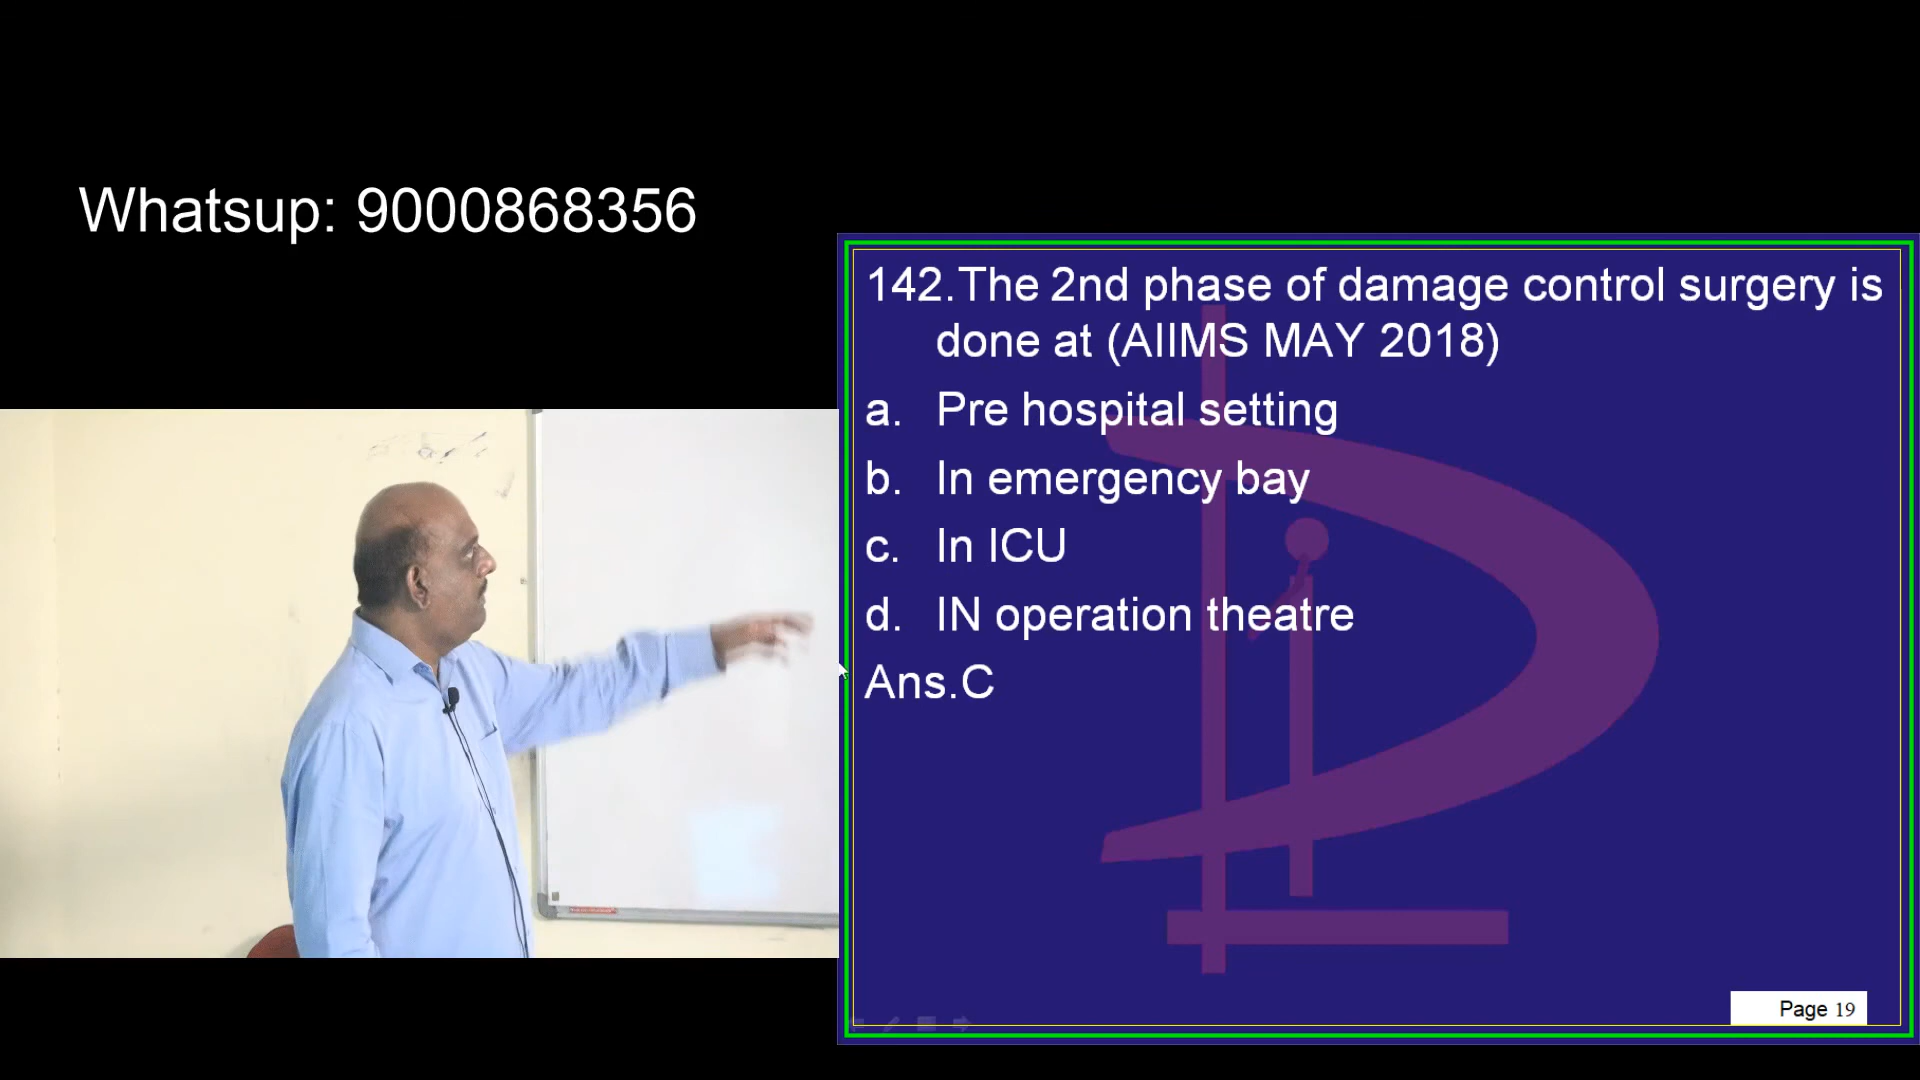 Whatsup: 9000868356
142.The 2nd phase of damage control surgery is
done at (AIIMS MAY 2018)
a. Pre hospital setting
b. In emergency bay
c. In ICU
d. IN operation theatre
Ans.C
Page 19